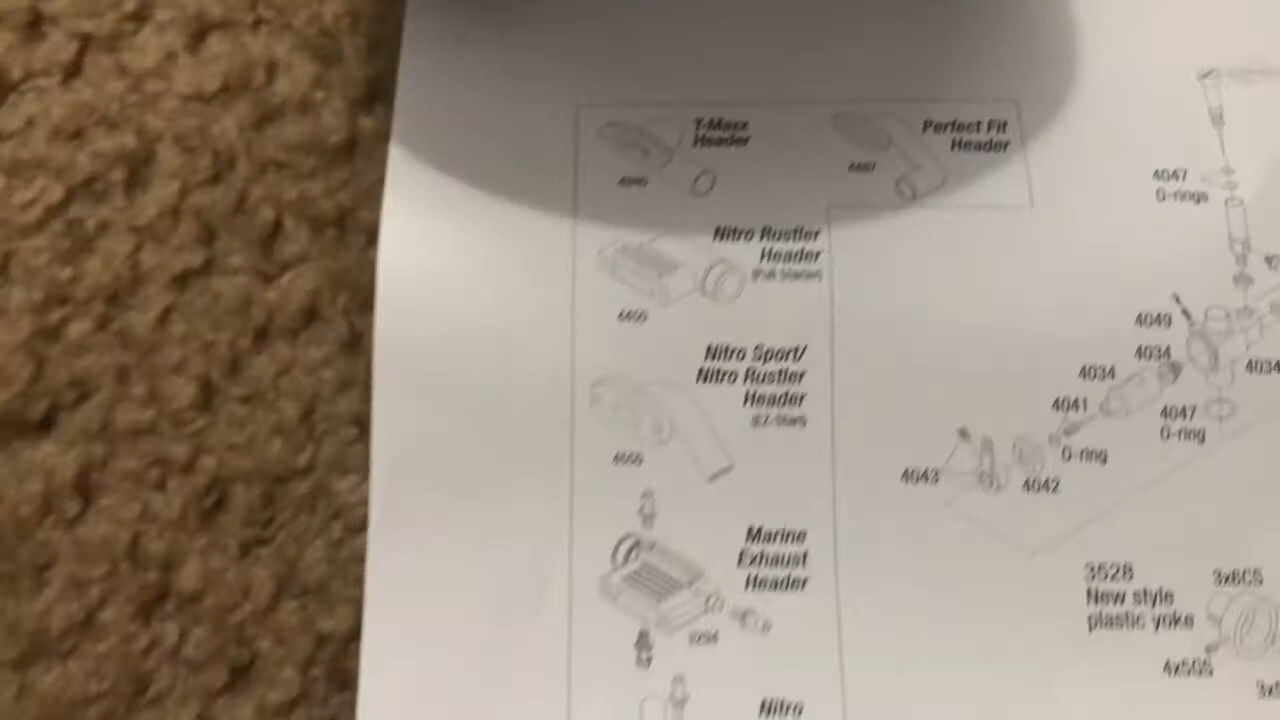 T-Maxx
Header
Perfect Fit
Header
4047
O-rings
Nitro Rustler
Header
4049
4034
4034
4034
4041
4047
O-ring
O-ring
4043
4042
Nitro Sport/
Nitro Rustler
Header
Marine
Exhaust
Header
3528
New style
plastic yoke
3x6CS
4x5GS
Nitro